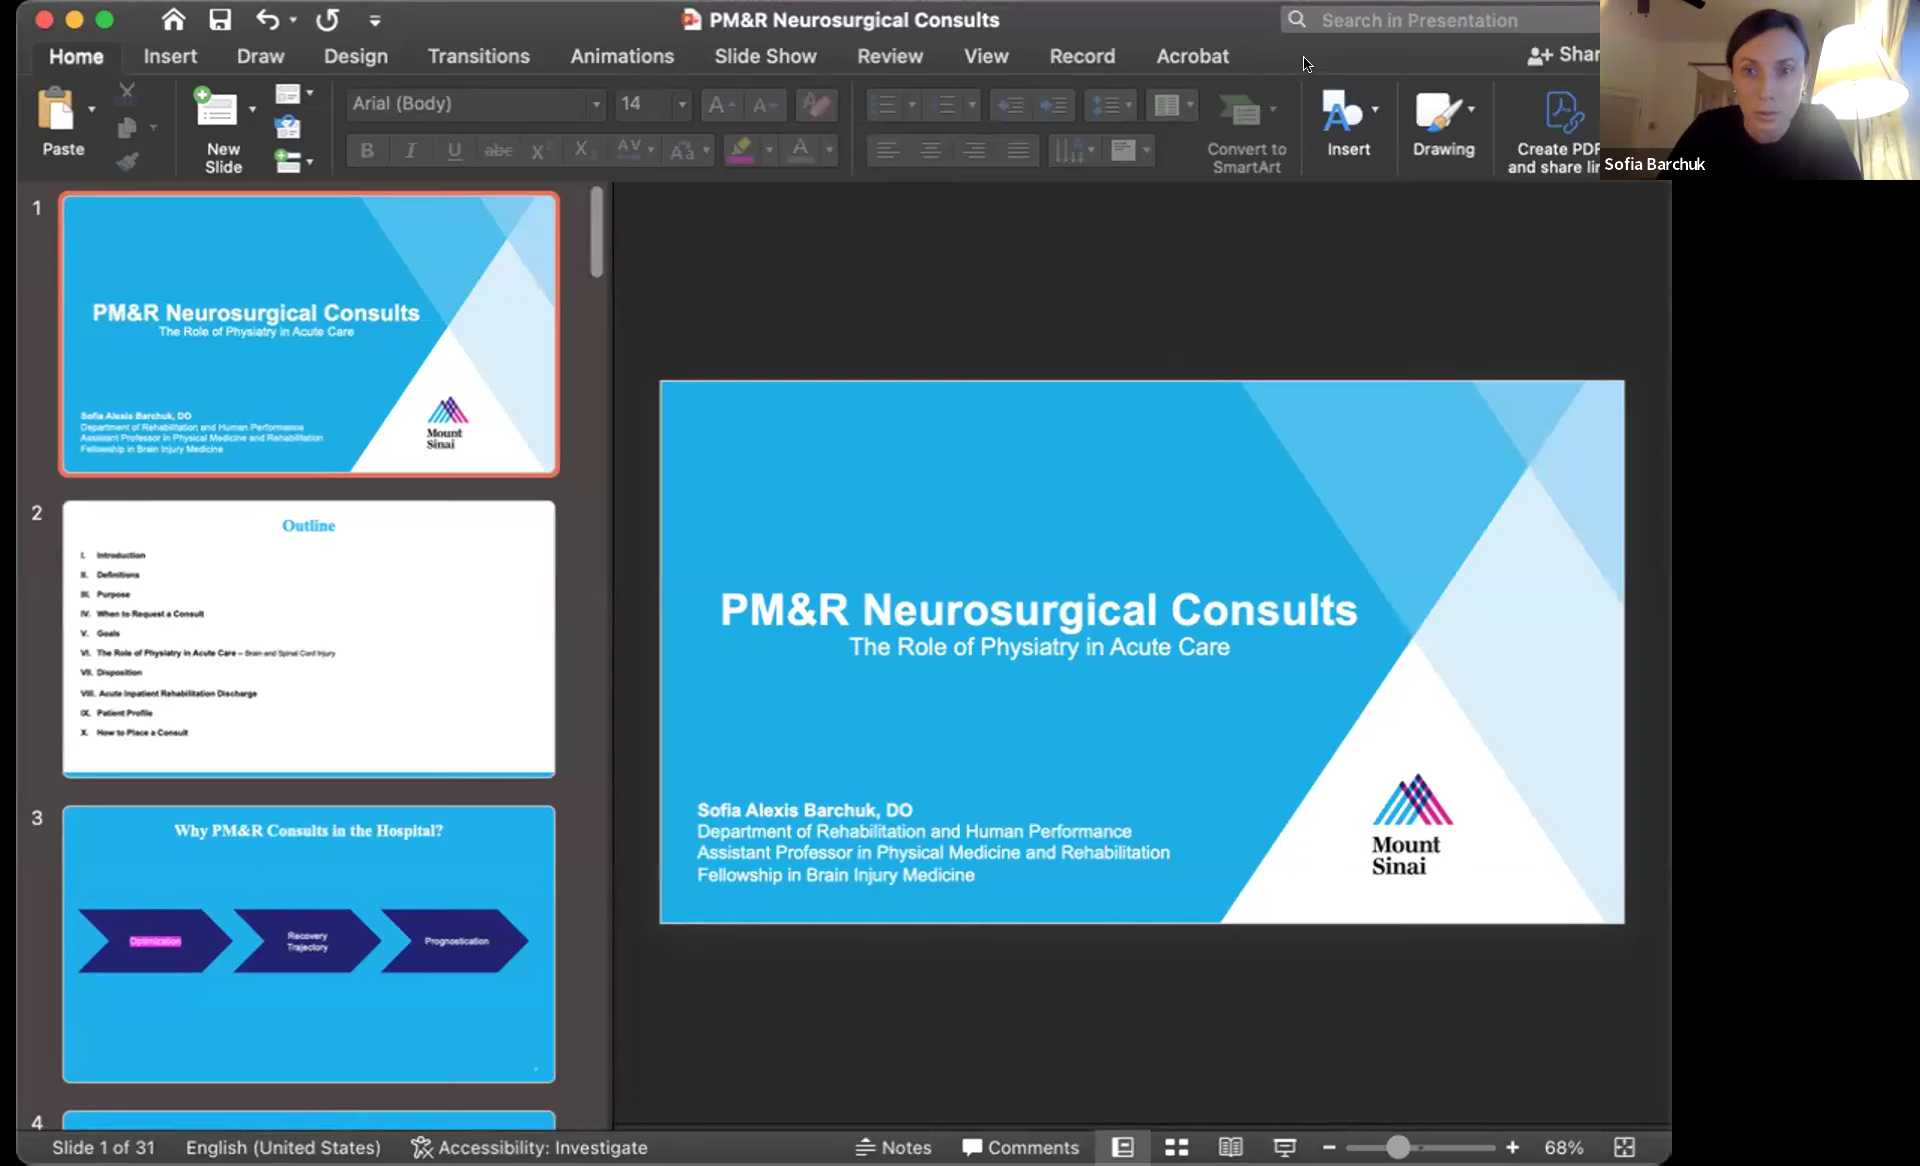 PM&R Neurosurgical Consults
Search in Presentation
Home Insert Draw Design Transitions Animations Slide Show Review View Record Acrobat
Shar
Paste
New
Slide
Arial (Body)
14
Convert to
SmartArt
Insert
Drawing
Create PDF
and share lin
Sofia Barchuk
1
PM&R Neurosurgical Consults
The Role of Physiatry in Acute Care
Sofia Alexis Barchuk, DO
Department of Rehabilitation and Human Performance
Assistant Professor in Physical Medicine and Rehabilitation
Fellowship in Brain Injury Medicine
Mount
Sinai
2
Outline
I. Introduction
II. Definitions
III. Purpose
IV. When to Request a Consult
V. Goals
VI. The Role of Physiatry in Acute Care – Brain and Spinal Cord Injury
VII. Disposition
VIII. Acute Inpatient Rehabilitation Discharge
IX. Patient Profile
X. How to Place a Consult
3
Why PM&R Consults in the Hospital?
Optimization
Recovery
Trajectory
Prognostication
4
PM&R Neurosurgical Consults
The Role of Physiatry in Acute Care
Sofia Alexis Barchuk, DO
Department of Rehabilitation and Human Performance
Assistant Professor in Physical Medicine and Rehabilitation
Fellowship in Brain Injury Medicine
Mount
Sinai
Slide 1 of 31 English (United States) Accessibility: Investigate Notes Comments 68%